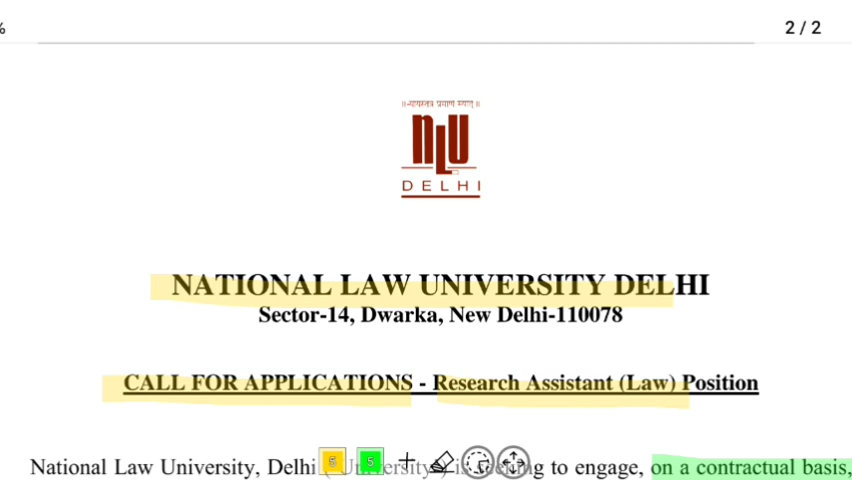 2 / 2
nLU
DELHI
NATIONAL LAW UNIVERSITY DELHI
Sector-14, Dwarka, New Delhi-110078
CALL FOR APPLICATIONS - Research Assistant (Law) Position
National Law University, Delhi to engage, on a contractual basis,